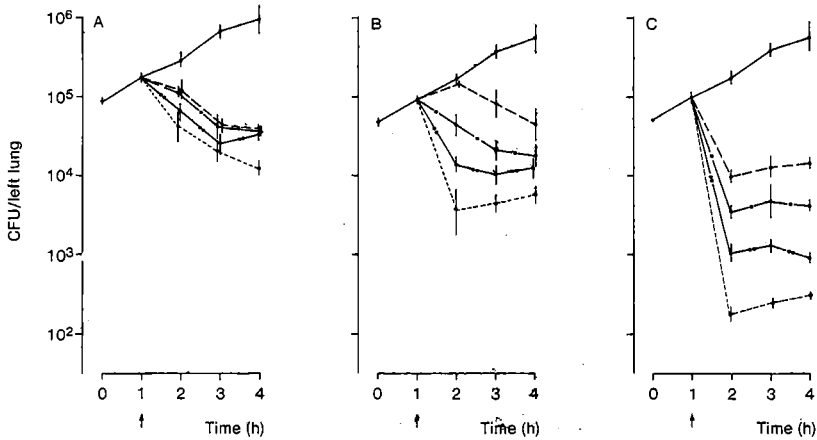 A
B
C
10⁶
10⁵
10⁴
10³
10²
CFU/left lung
0 1 2 3 4
0 1 2 3 4
0 1 2 3 4
Time (h)
Time (h)
Time (h)